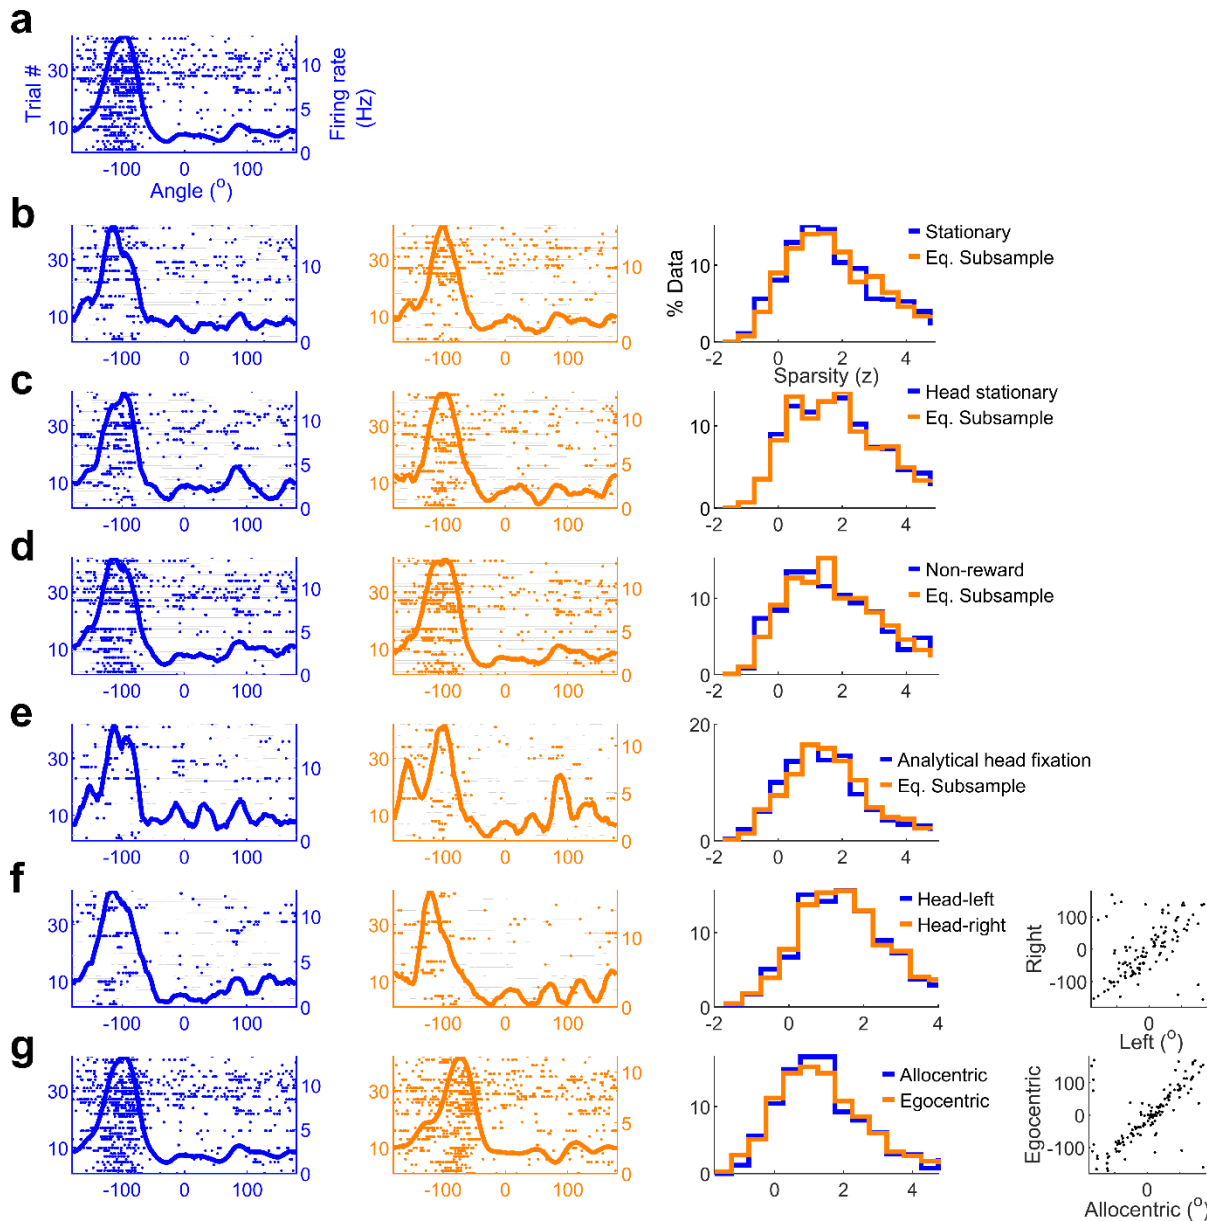 a
Trial #
30
10
Firing rate
(Hz)
10
5
0
-100 0 100
Angle (o)
b
30
10
10
0
-100 0 100
30
10
10
0
-100 0 100
% Data
10
0
-2 0 2 4
Sparsity (z)
Stationary
Eq. Subsample
c
30
10
10
5
0
-100 0 100
30
10
10
5
0
-100 0 100
10
0
-2 0 2 4
Head stationary
Eq. Subsample
d
30
10
10
5
0
-100 0 100
30
10
10
5
0
-100 0 100
10
0
-2 0 2 4
Non-reward
Eq. Subsample
e
30
10
10
0
-100 0 100
30
10
10
5
0
-100 0 100
20
10
0
-2 0 2 4
Analytical head fixation
Eq. Subsample
f
30
10
10
5
0
-100 0 100
30
10
10
0
-100 0 100
10
0
-2 0 2 4
Head-left
Head-right
Right
100
0
-100
0
Left (o)
g
30
10
10
5
0
-100 0 100
30
10
10
5
0
-100 0 100
10
0
0 2 4
Allocentric
Egocentric
Egocentric
100
0
-100
0
Allocentric (o)